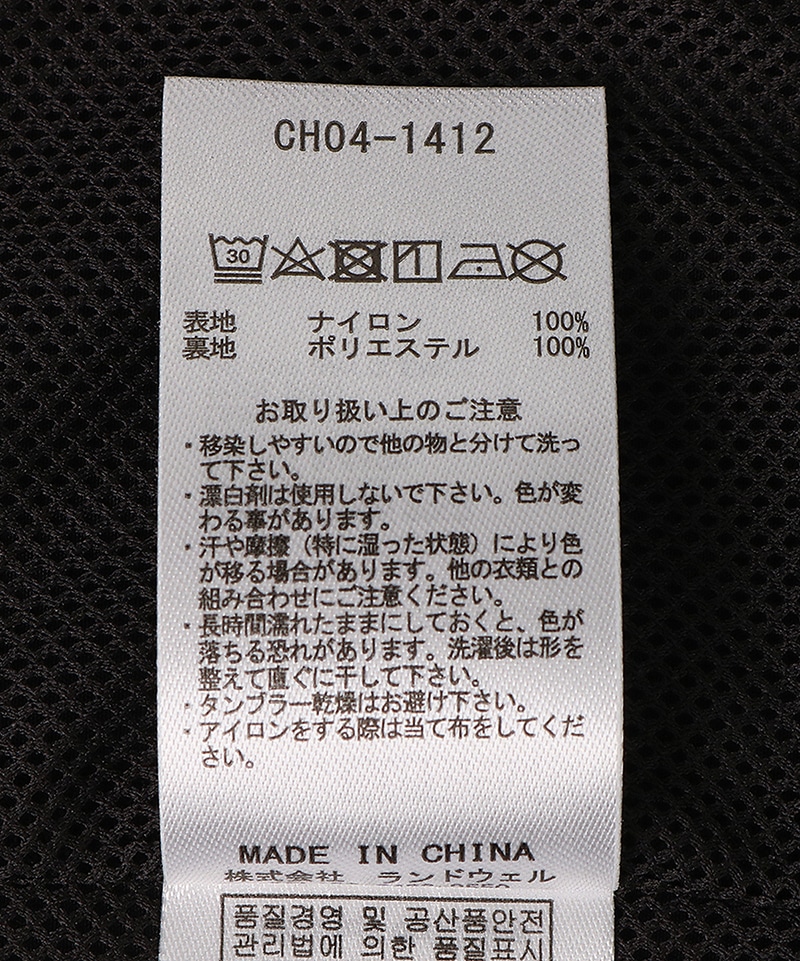 CH04-1412
30
表地 ナイロン 100%
裏地 ポリエステル 100%
お取り扱い上のご注意
・移染しやすいので他の物と分けて洗っ
て下さい。
・漂白剤は使用しないで下さい。色が変
わる事があります。
・汗や摩擦（特に湿った状態）により色
が移る場合があります。他の衣類との
組み合わせにご注意ください。
・長時間濡れたままにしておくと、色が
落ちる恐れがあります。洗濯後は形を
整えて直ぐに干して下さい。
・タンブラー乾燥はお避け下さい。
・アイロンをする際は当て布をしてくだ
さい。
MADE IN CHINA
株式会社 ランドウェル
품질경영 및 공산품안전
관리법에 의한 품질표시